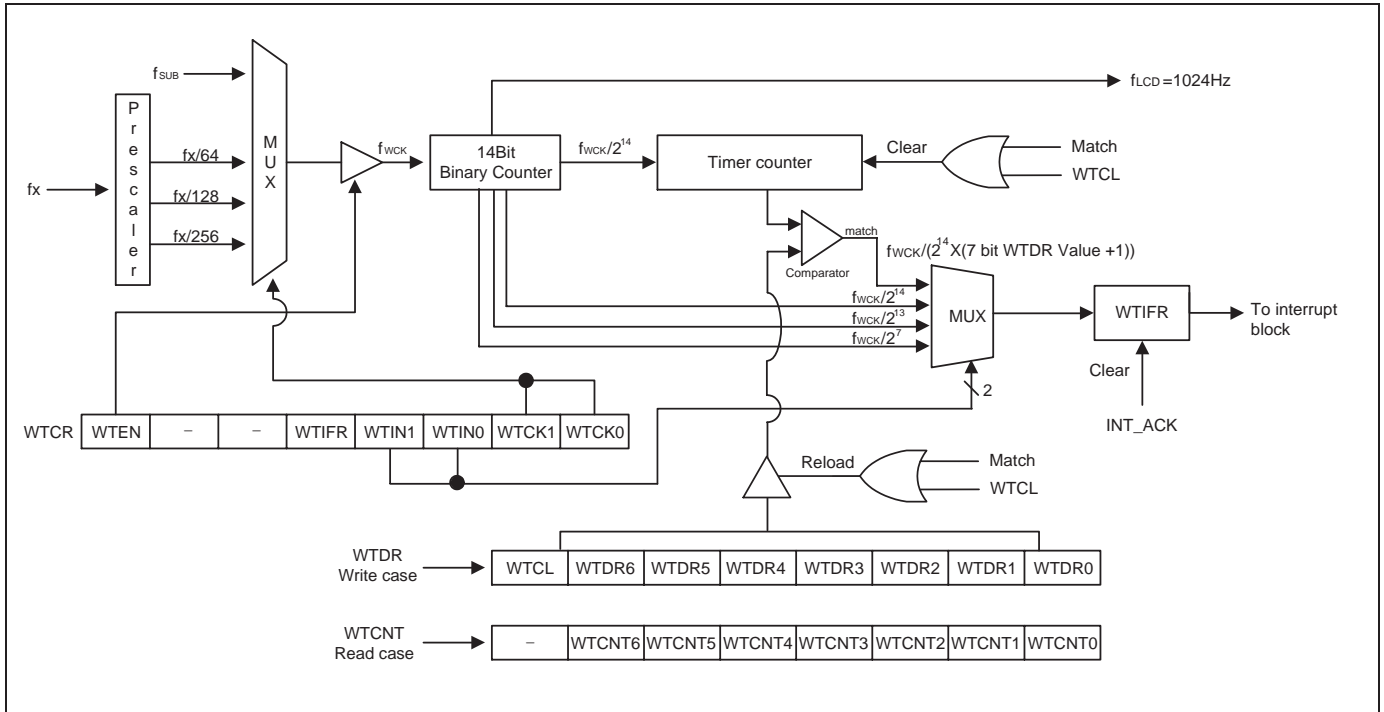 fSUB
Prescaler
MUX
fLCD=1024Hz
fx
fx/64
fx/128
fx/256
fWCK
14Bit
Binary Counter
fWCK/2^14
Timer counter
Clear
Match
WTCL
match
Comparator
fWCK/(2^14X(7 bit WTDR Value +1))
fWCK/2^14
fWCK/2^13
fWCK/2^7
MUX
2
WTIFR
To interrupt
block
Clear
INT_ACK
WTCR WTEN – – WTIFR WTIN1 WTIN0 WTCK1 WTCK0
Reload
Match
WTCL
WTDR
Write case
WTCL WTDR6 WTDR5 WTDR4 WTDR3 WTDR2 WTDR1 WTDR0
WTCNT
Read case
– WTCNT6 WTCNT5 WTCNT4 WTCNT3 WTCNT2 WTCNT1 WTCNT0